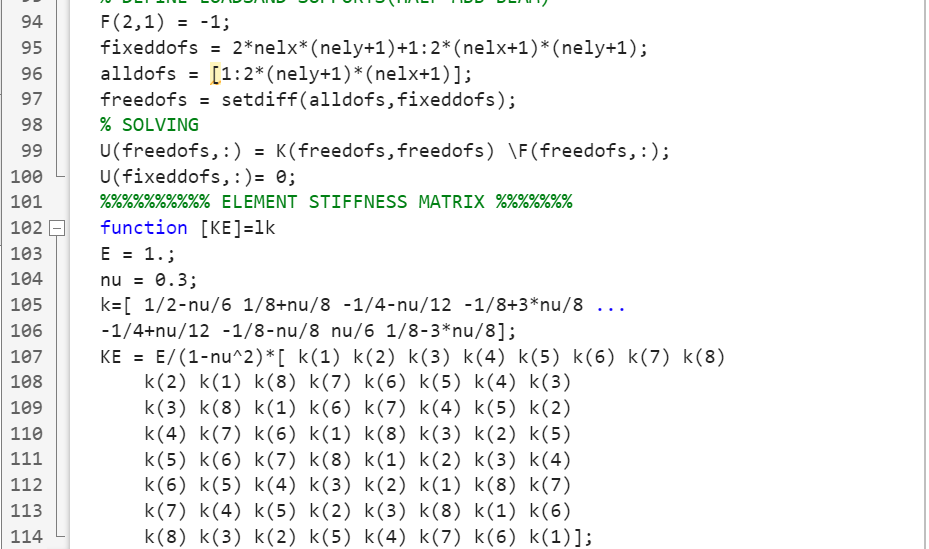 % DEFINE LOADSAND SUPPORTS(HALF MBB-BEAM)
94 F(2,1) = -1;
95 fixeddofs = 2*nelx*(nely+1)+1:2*(nelx+1)*(nely+1);
96 alldofs = [1:2*(nely+1)*(nelx+1)];
97 freedofs = setdiff(alldofs,fixeddofs);
98 % SOLVING
99 U(freedofs,:) = K(freedofs,freedofs) \F(freedofs,:);
100 U(fixeddofs,:)= 0;
101 %%%%%%%%%% ELEMENT STIFFNESS MATRIX %%%%%%%
102 function [KE]=lk
103 E = 1.;
104 nu = 0.3;
105 k=[ 1/2-nu/6 1/8+nu/8 -1/4-nu/12 -1/8+3*nu/8 ...
106 -1/4+nu/12 -1/8-nu/8 nu/6 1/8-3*nu/8];
107 KE = E/(1-nu^2)*[ k(1) k(2) k(3) k(4) k(5) k(6) k(7) k(8)
108 k(2) k(1) k(8) k(7) k(6) k(5) k(4) k(3)
109 k(3) k(8) k(1) k(6) k(7) k(4) k(5) k(2)
110 k(4) k(7) k(6) k(1) k(8) k(3) k(2) k(5)
111 k(5) k(6) k(7) k(8) k(1) k(2) k(3) k(4)
112 k(6) k(5) k(4) k(3) k(2) k(1) k(8) k(7)
113 k(7) k(4) k(5) k(2) k(3) k(8) k(1) k(6)
114 k(8) k(3) k(2) k(5) k(4) k(7) k(6) k(1)];